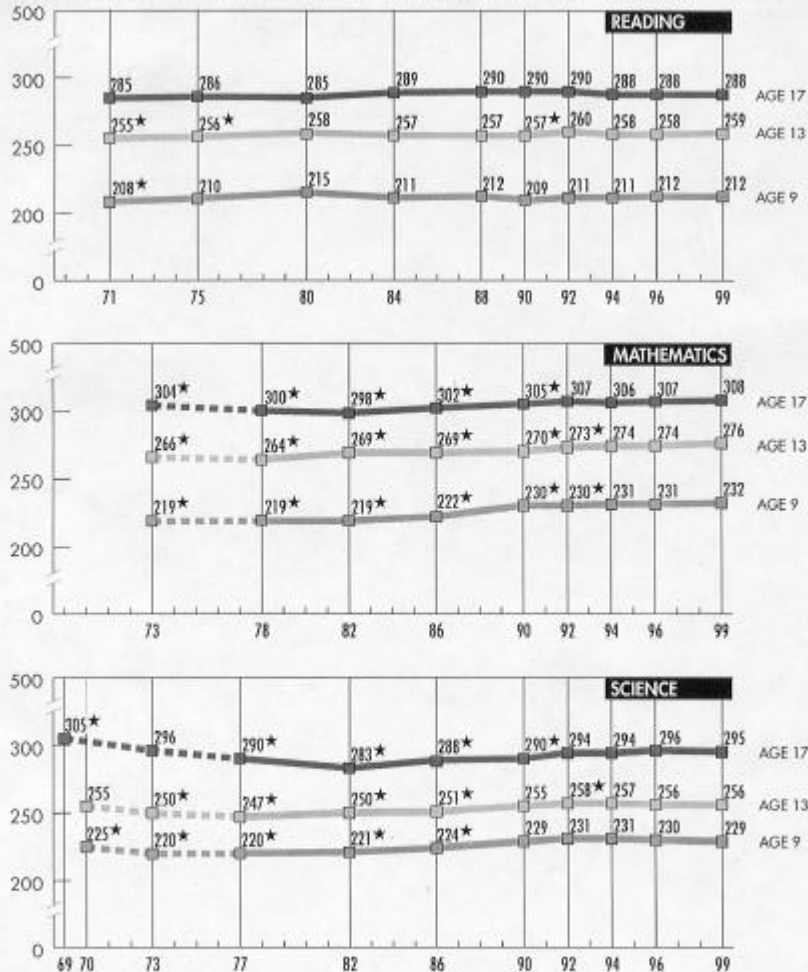 500
READING
300
285 286 285 289 290 290 290 288 288 288 AGE 17
255★ 256★ 258 257 257 257★ 260 258 258 259 AGE 13
250
208★ 210 215 211 212 209 211 211 212 212 AGE 9
200
0
71 75 80 84 88 90 92 94 96 99
500
MATHEMATICS
304★ 300★ 298★ 302★ 305★ 307 306 307 308 AGE 17
300
266★ 264★ 269★ 269★ 270★ 273★ 274 274 276 AGE 13
250
219★ 219★ 219★ 222★ 230★ 230★ 231 231 232 AGE 9
200
0
73 78 82 86 90 92 94 96 99
500
SCIENCE
305★ 296 290★ 283★ 288★ 290★ 294 294 296 295 AGE 17
300
255 250★ 247★ 250★ 251★ 255 258★ 257 256 256 AGE 13
250
225★ 220★ 220★ 221★ 224★ 229 231 231 230 229 AGE 9
200
0
69 70 73 77 82 86 90 92 94 96 99